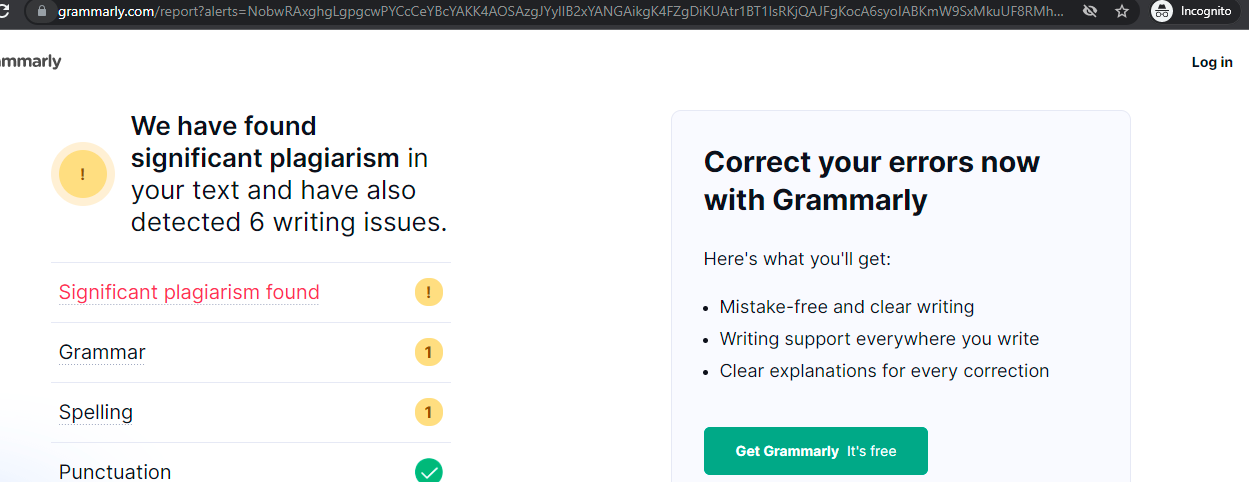 grammarly.com/report?alerts=NobwRAxghgLgpgcwPYCcCeYBcYAKK4AOSAzgJYyIIB2xYANGAikgK4FZgDiKUAtr1BT1IsRKjQAJFgKocA6syoIABKmW9SxMkuUF8RMh...
Incognito
mmarly
Log in
We have found
significant plagiarism in
your text and have also
detected 6 writing issues.
!
Significant plagiarism found !
Grammar 1
Spelling 1
Punctuation
Correct your errors now
with Grammarly
Here's what you'll get:
• Mistake-free and clear writing
• Writing support everywhere you write
• Clear explanations for every correction
Get Grammarly It's free